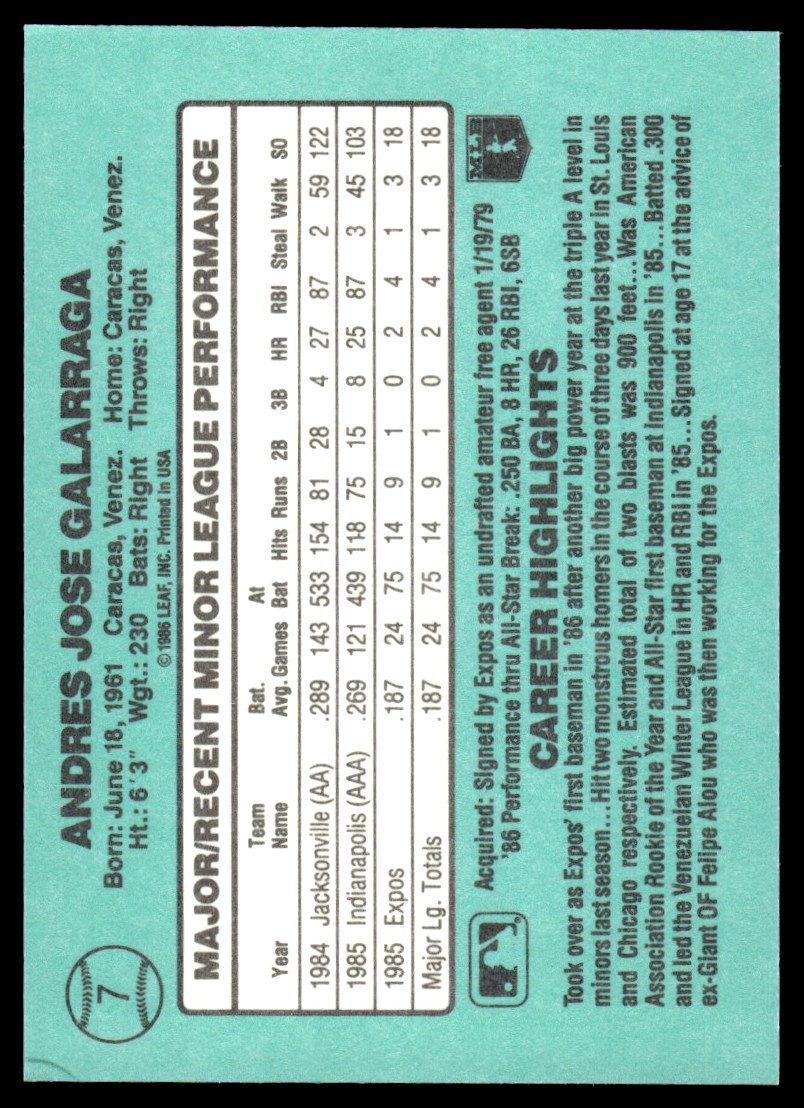 7
ANDRES JOSE GALARRAGA
Born: June 18, 1961 Caracas, Venez. Home: Caracas, Venez.
Ht.: 6'3" Wgt.: 230 Bats: Right Throws: Right
©1986 LEAF, INC. Printed in USA
MAJOR/RECENT MINOR LEAGUE PERFORMANCE
Team Bat. At
Year Name Avg. Games Bat Hits Runs 2B 3B HR RBI Steal Walk SO
1984 Jacksonville (AA) .289 143 533 154 81 28 4 27 87 2 59 122
1985 Indianapolis (AAA) .269 121 439 118 75 15 8 25 87 3 45 103
1985 Expos .187 24 75 14 9 1 0 2 4 1 3 18
Major Lg. Totals .187 24 75 14 9 1 0 2 4 1 3 18
Acquired: Signed by Expos as an undrafted amateur free agent 1/19/79
'86 Performance thru All-Star Break: .250 BA, 8 HR, 26 RBI, 6SB
MLB
CAREER HIGHLIGHTS
Took over as Expos' first baseman in '86 after another big power year at the triple A level in
minors last season...Hit two monstrous homers in the course of three days last year in St. Louis
and Chicago respectively. Estimated total of two blasts was 900 feet...Was American
Association Rookie of the Year and All-Star first baseman at Indianapolis in '85...Batted .300
and led the Venezuelan Winter League in HR and RBI in '85...Signed at age 17 at the advice of
ex-Giant OF Felipe Alou who was then working for the Expos.